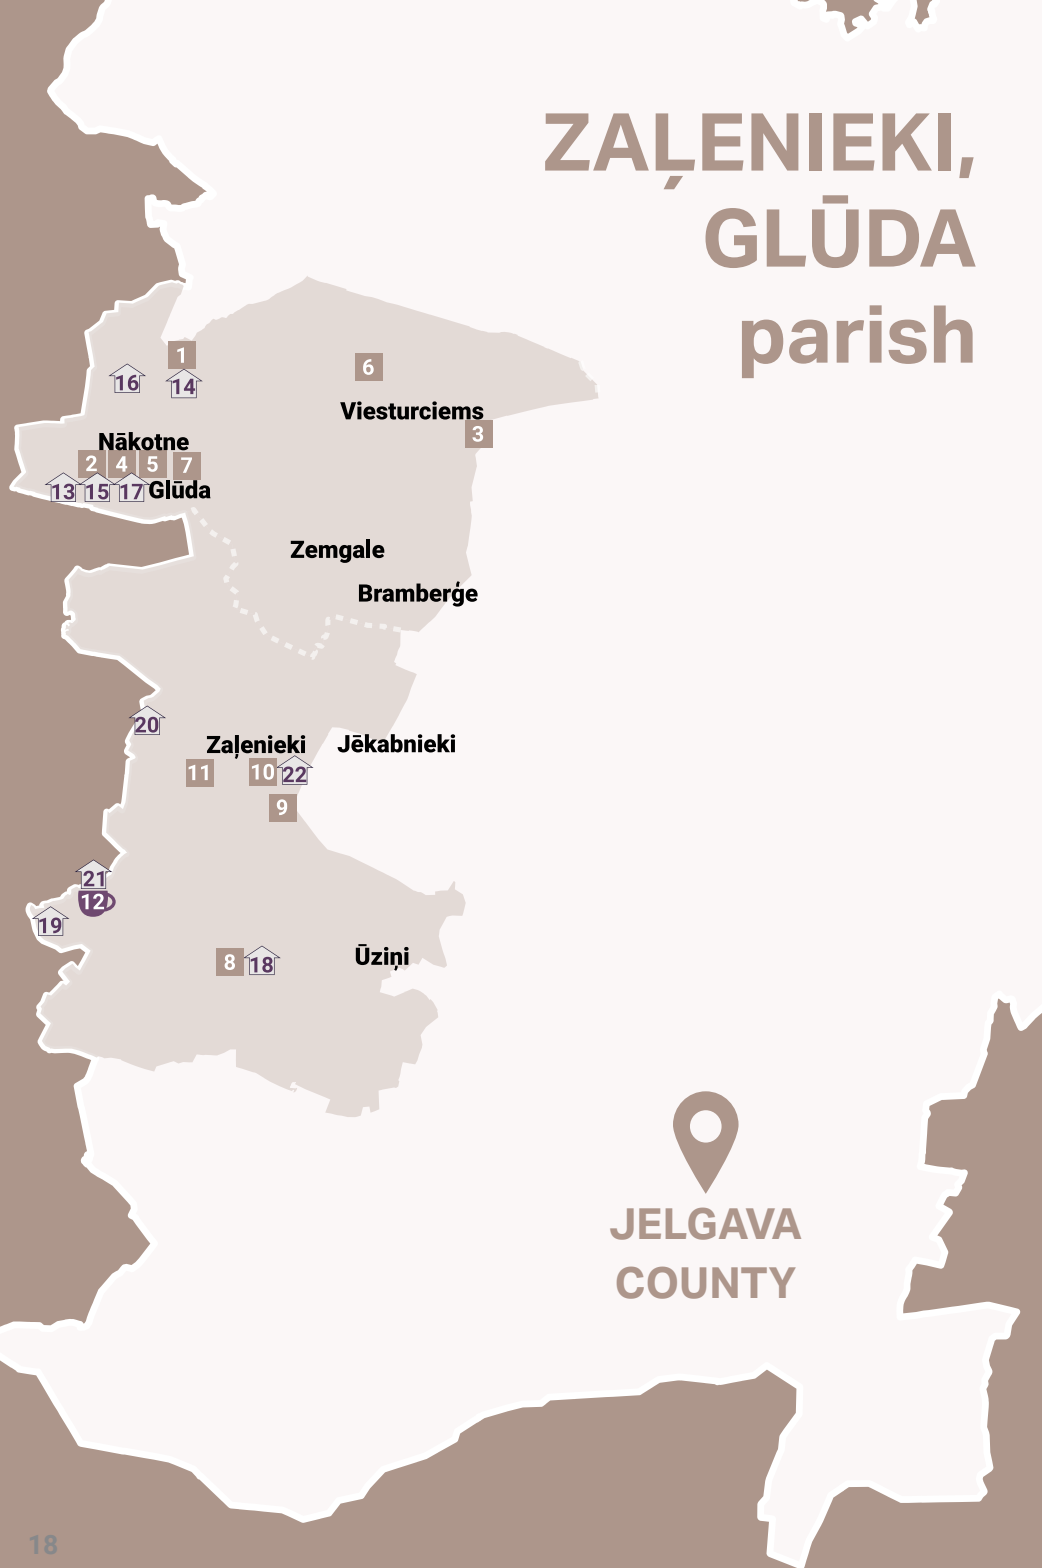 ZAĻENIEKI,
GLŪDA
parish
1
6
16
14
Viesturciems
3
Nākotne
2 4 5 7
13 15 17 Glūda
Zemgale
Bramberģe
20
Zaļenieki Jēkabnieki
11 10 22
9
21
12
19
8 18 Ūziņi
JELGAVA
COUNTY
18